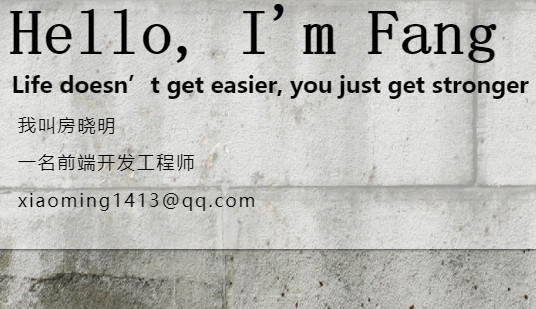 Hello, I'm Fang
Life doesn’t get easier, you just get stronger
我叫房晓明
一名前端开发工程师
xiaoming1413@qq.com